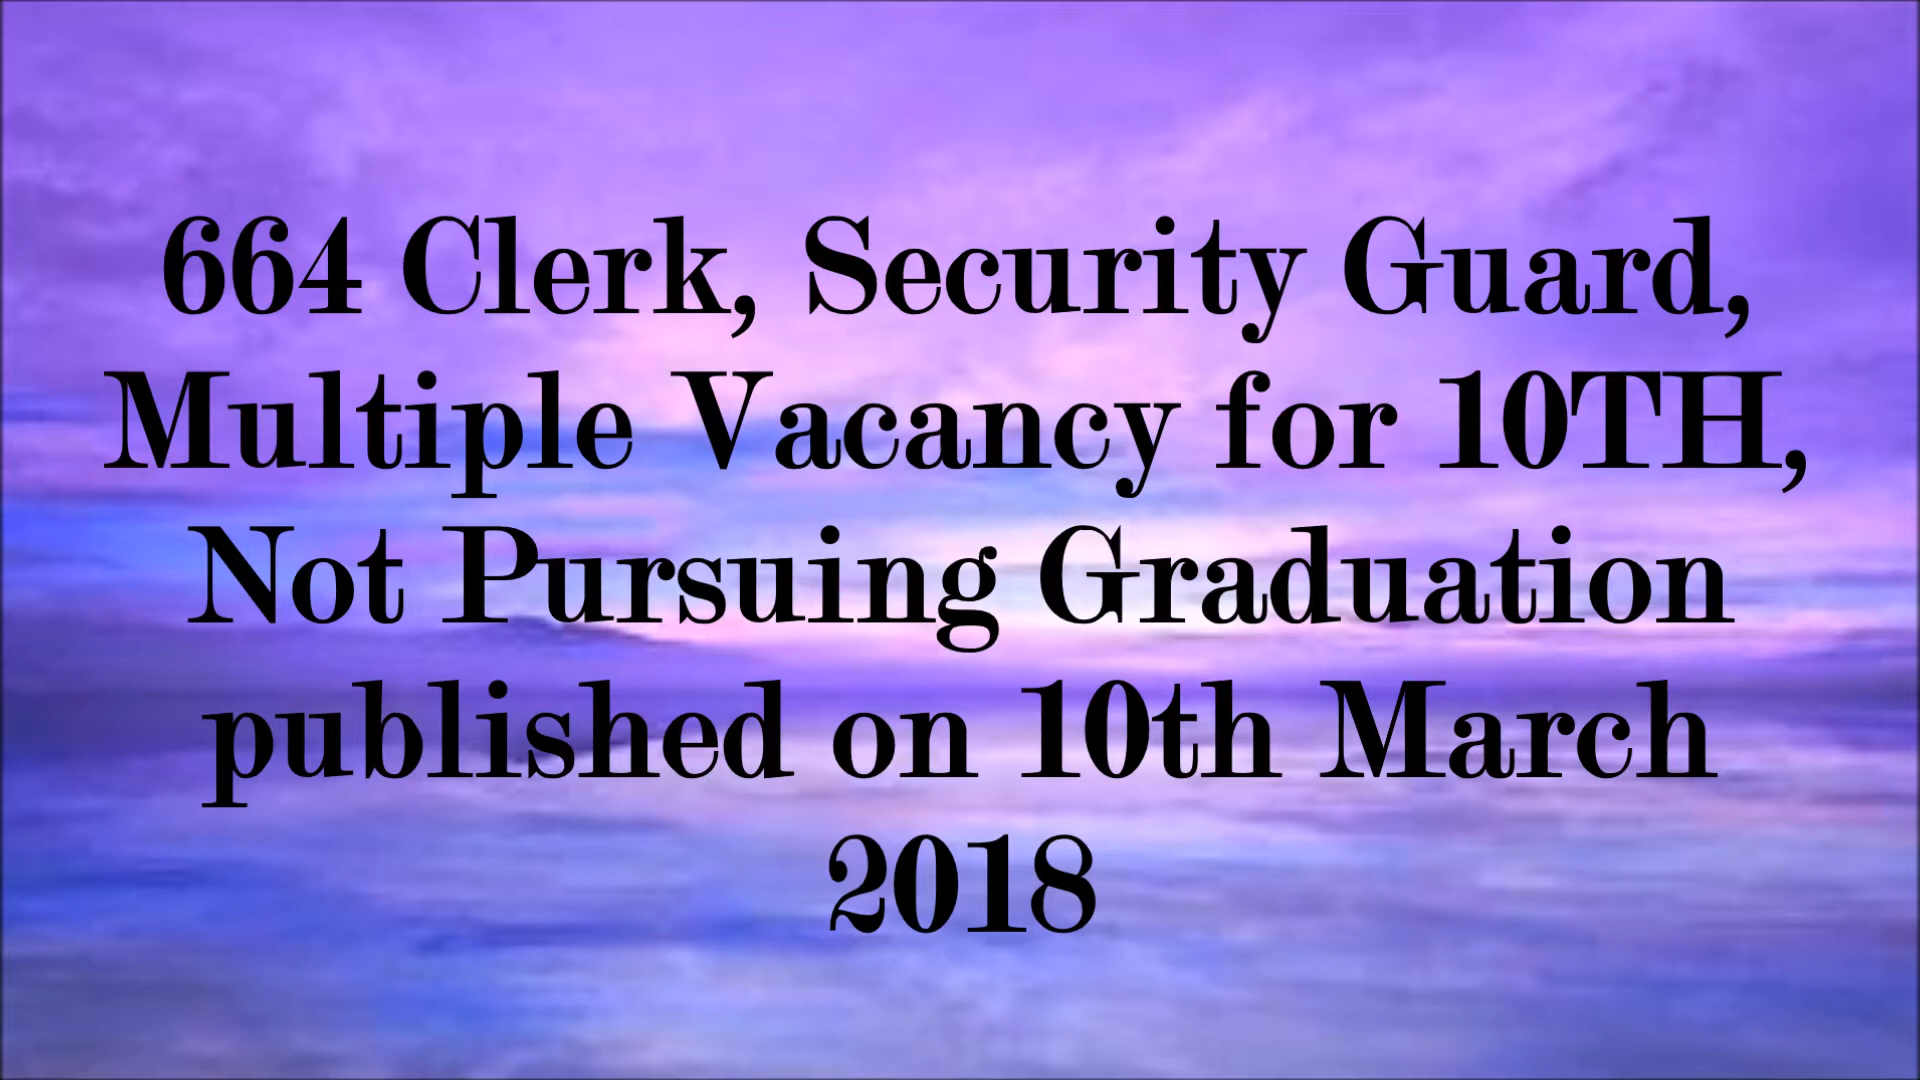 664 Clerk, Security Guard,
Multiple Vacancy for 10TH,
Not Pursuing Graduation
published on 10th March
2018